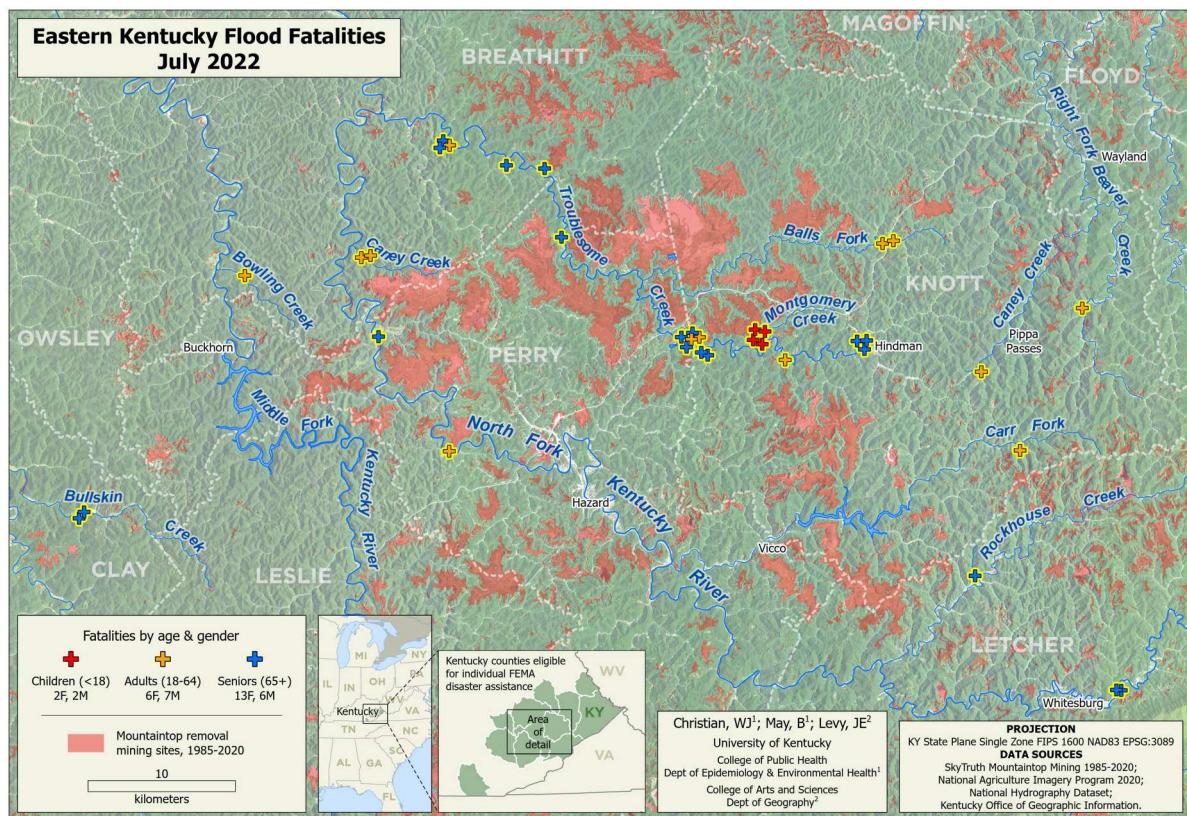 Eastern Kentucky Flood Fatalities
July 2022
MAGOFFIN
BREATHITT
FLOYD
Right Fork Beaver
Creek
Wayland
Troublesome
Creek
Balls Fork
Caney Creek
KNOTT
Bowling Creek
Caney Creek
Montgomery
Creek
OWSLEY
Buckhorn
PERRY
Hindman
Pippa
Passes
Middle Fork
Kentucky
River
North Fork
Kentucky
River
Carr Fork
Hazard
Rockhouse Creek
Bullskin
Creek
Vicco
CLAY
LESLIE
LETCHER
Whitesburg
Fatalities by age & gender
Children (<18)
2F, 2M
Adults (18-64)
6F, 7M
Seniors (65+)
13F, 6M
Mountaintop removal
mining sites, 1985-2020
10
kilometers
MI
NY
PA
IL
IN
OH
WV
Kentucky
VA
TN
NC
SC
AL
GA
FL
Kentucky counties eligible
for individual FEMA
disaster assistance
WV
KY
Area
of
detail
VA
Christian, WJ¹; May, B¹; Levy, JE²
University of Kentucky
College of Public Health
Dept of Epidemiology & Environmental Health¹
College of Arts and Sciences
Dept of Geography²
PROJECTION
KY State Plane Single Zone FIPS 1600 NAD83 EPSG:3089
DATA SOURCES
SkyTruth Mountaintop Mining 1985-2020;
National Agriculture Imagery Program 2020;
National Hydrography Dataset;
Kentucky Office of Geographic Information.